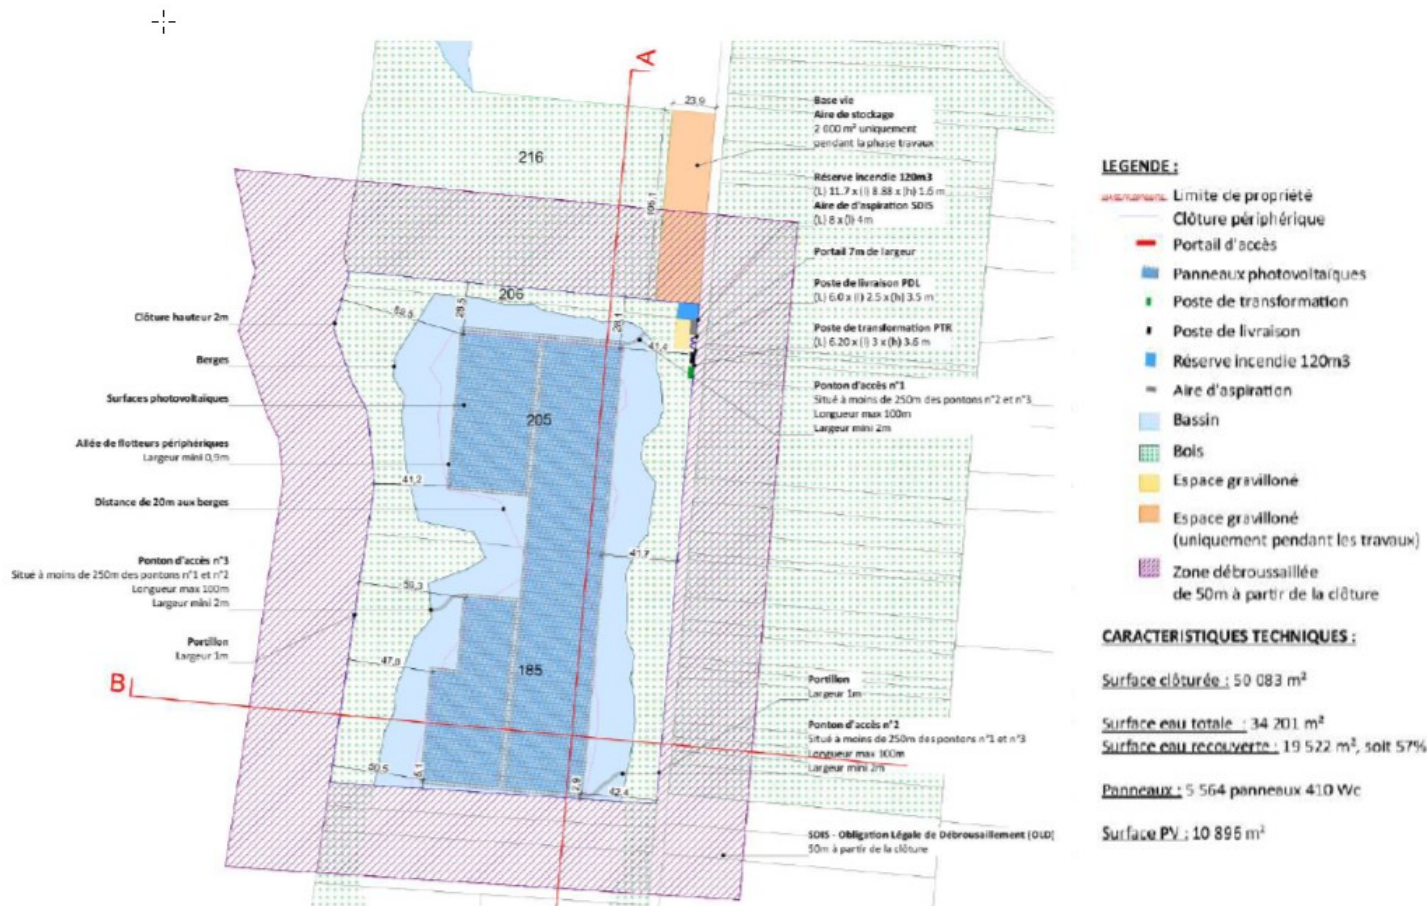 A
23,9
Base vie
Aire de stockage
2 600 m² uniquement
pendant la phase travaux
216
106,1
Réserve incendie 120m3
(L) 11.7 x (l) 8.88 x (h) 1.6 m
Aire de d'aspiration SDIS
(L) 8 x (l) 4m
Portail 7m de largeur
206
Poste de livraison PDL
(L) 6.0 x (l) 2.5 x (h) 3.5 m
Clôture hauteur 2m
Poste de transformation PTR
(L) 6.20 x (l) 3 x (h) 3.6 m
41,4
Berges
Ponton d'accès n°1
Situé à moins de 250m des pontons n°2 et n°3
Longueur max 100m
Largeur mini 2m
Surfaces photovoltaïques
205
Allée de flotteurs périphériques
Largeur mini 0,9m
41,2
Distance de 20m aux berges
41,7
Ponton d'accès n°3
Situé à moins de 250m des pontons n°1 et n°2
Longueur max 100m
Largeur mini 2m
Portillon
Largeur 1m
185
B
Portillon
Largeur 1m
Ponton d'accès n°2
Situé à moins de 250m des pontons n°1 et n°3
Longueur max 100m
Largeur mini 2m
50,5
42,4
SDIS - Obligation Légale de Débrousaillement (OLD)
50m à partir de la clôture
LEGENDE :
Limite de propriété
Clôture périphérique
Portail d'accès
Panneaux photovoltaïques
Poste de transformation
Poste de livraison
Réserve incendie 120m3
Aire d'aspiration
Bassin
Bois
Espace gravilloné
Espace gravilloné
(uniquement pendant les travaux)
Zone débroussaillée
de 50m à partir de la clôture
CARACTERISTIQUES TECHNIQUES :
Surface clôturée : 50 083 m²
Surface eau totale : 34 201 m²
Surface eau recouverte : 19 522 m², soit 57%
Panneaux : 5 564 panneaux 410 Wc
Surface PV : 10 896 m²